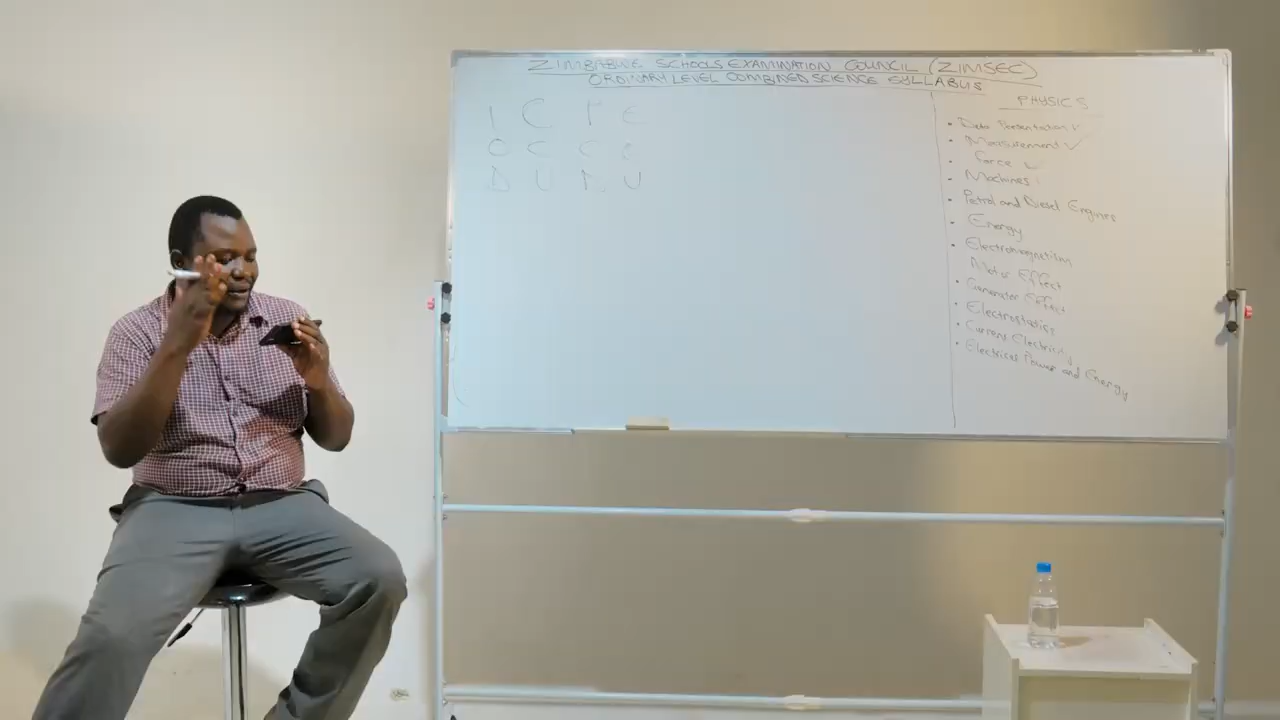 ZIMBABWE SCHOOLS EXAMINATION COUNCIL (ZIMSEC)
ORDINARY LEVEL COMBINED SCIENCE SYLLABUS
I C T E
O C C C
D U D U
PHYSICS
• Data Presentation ✓
• Measurement ✓
• Force ✓
• Machines
• Petrol and Diesel Engines
• Energy
• Electromagnetism
Motor Effect
• Generator Effect
• Electrostatics
• Current Electricity
• Electrical Power and Energy